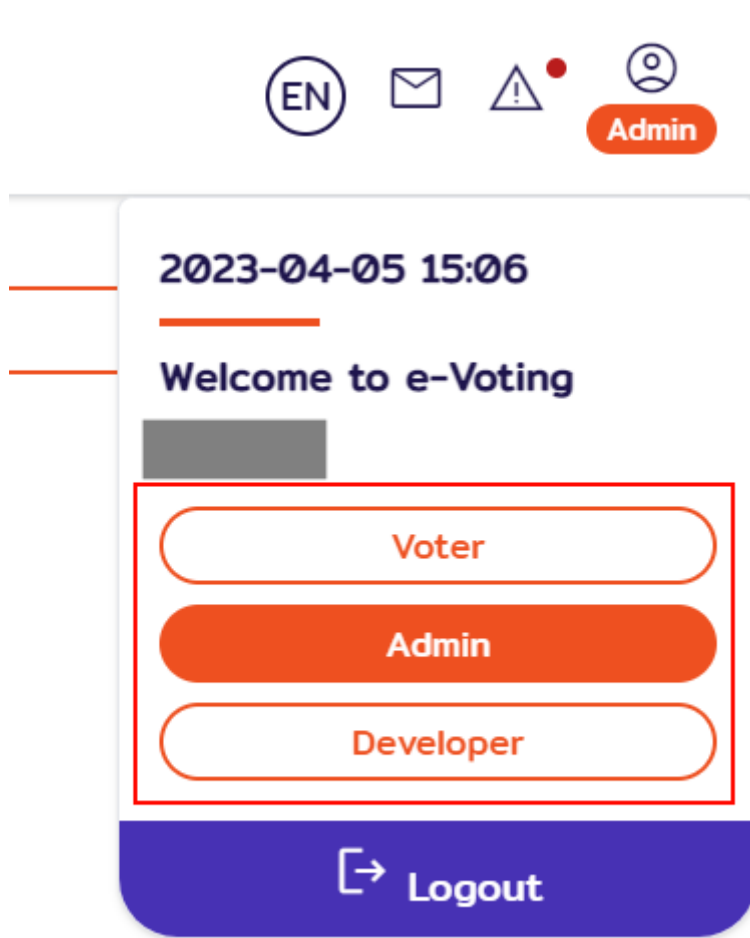 EN
Admin
2023-04-05 15:06
Welcome to e-Voting
Voter
Admin
Developer
Logout